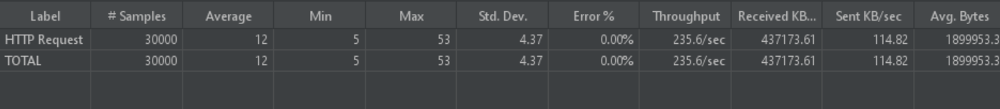 Label # Samples Average Min Max Std. Dev. Error % Throughput Received KB... Sent KB/sec Avg. Bytes
HTTP Request 30000 12 5 53 4.37 0.00% 235.6/sec 437173.61 114.82 1899953.3
TOTAL 30000 12 5 53 4.37 0.00% 235.6/sec 437173.61 114.82 1899953.3